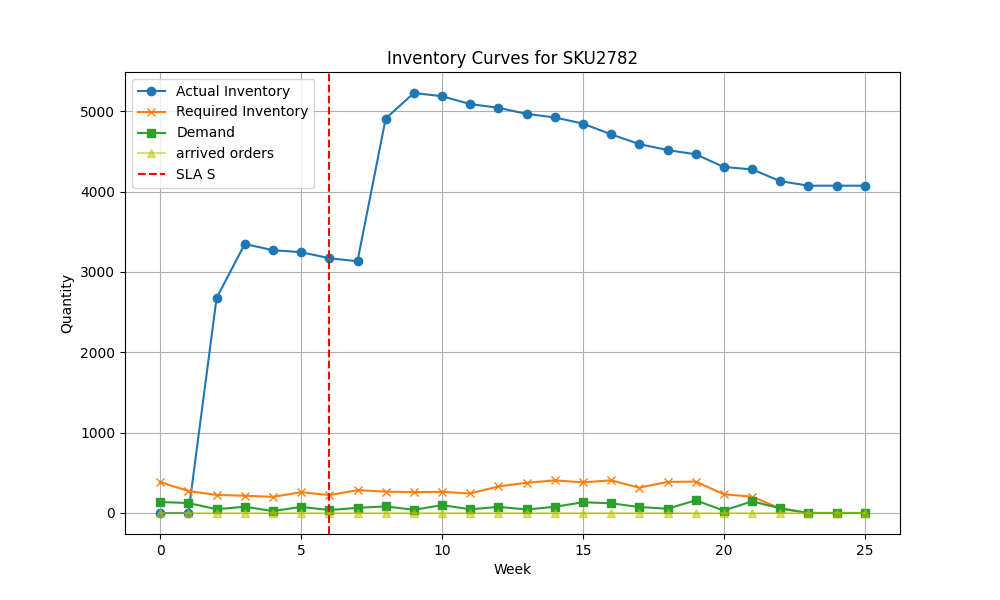 Inventory Curves for SKU2782
Actual Inventory
Required Inventory
Demand
arrived orders
SLA S
Quantity
5000
4000
3000
2000
1000
0
0 5 10 15 20 25
Week